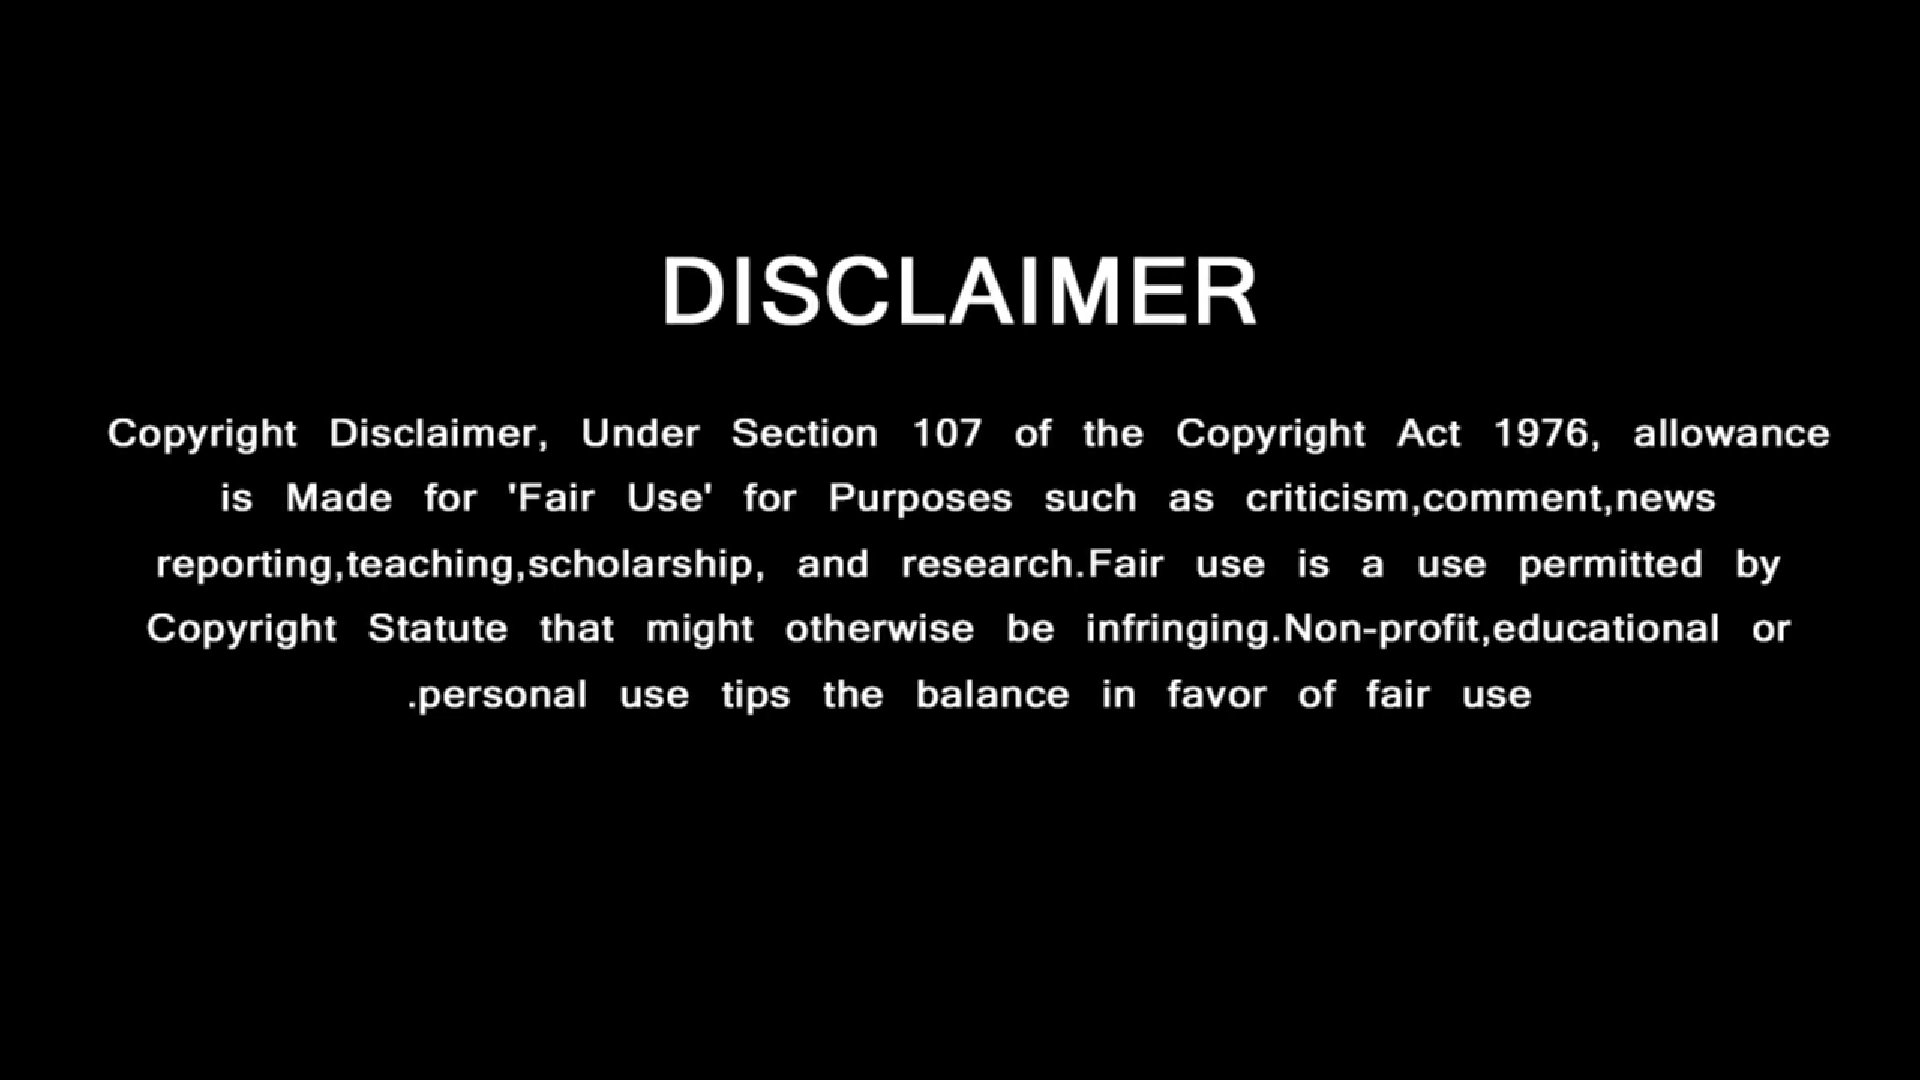 DISCLAIMER
Copyright Disclaimer, Under Section 107 of the Copyright Act 1976, allowance
is Made for 'Fair Use' for Purposes such as criticism,comment,news
reporting,teaching,scholarship, and research.Fair use is a use permitted by
Copyright Statute that might otherwise be infringing.Non-profit,educational or
.personal use tips the balance in favor of fair use